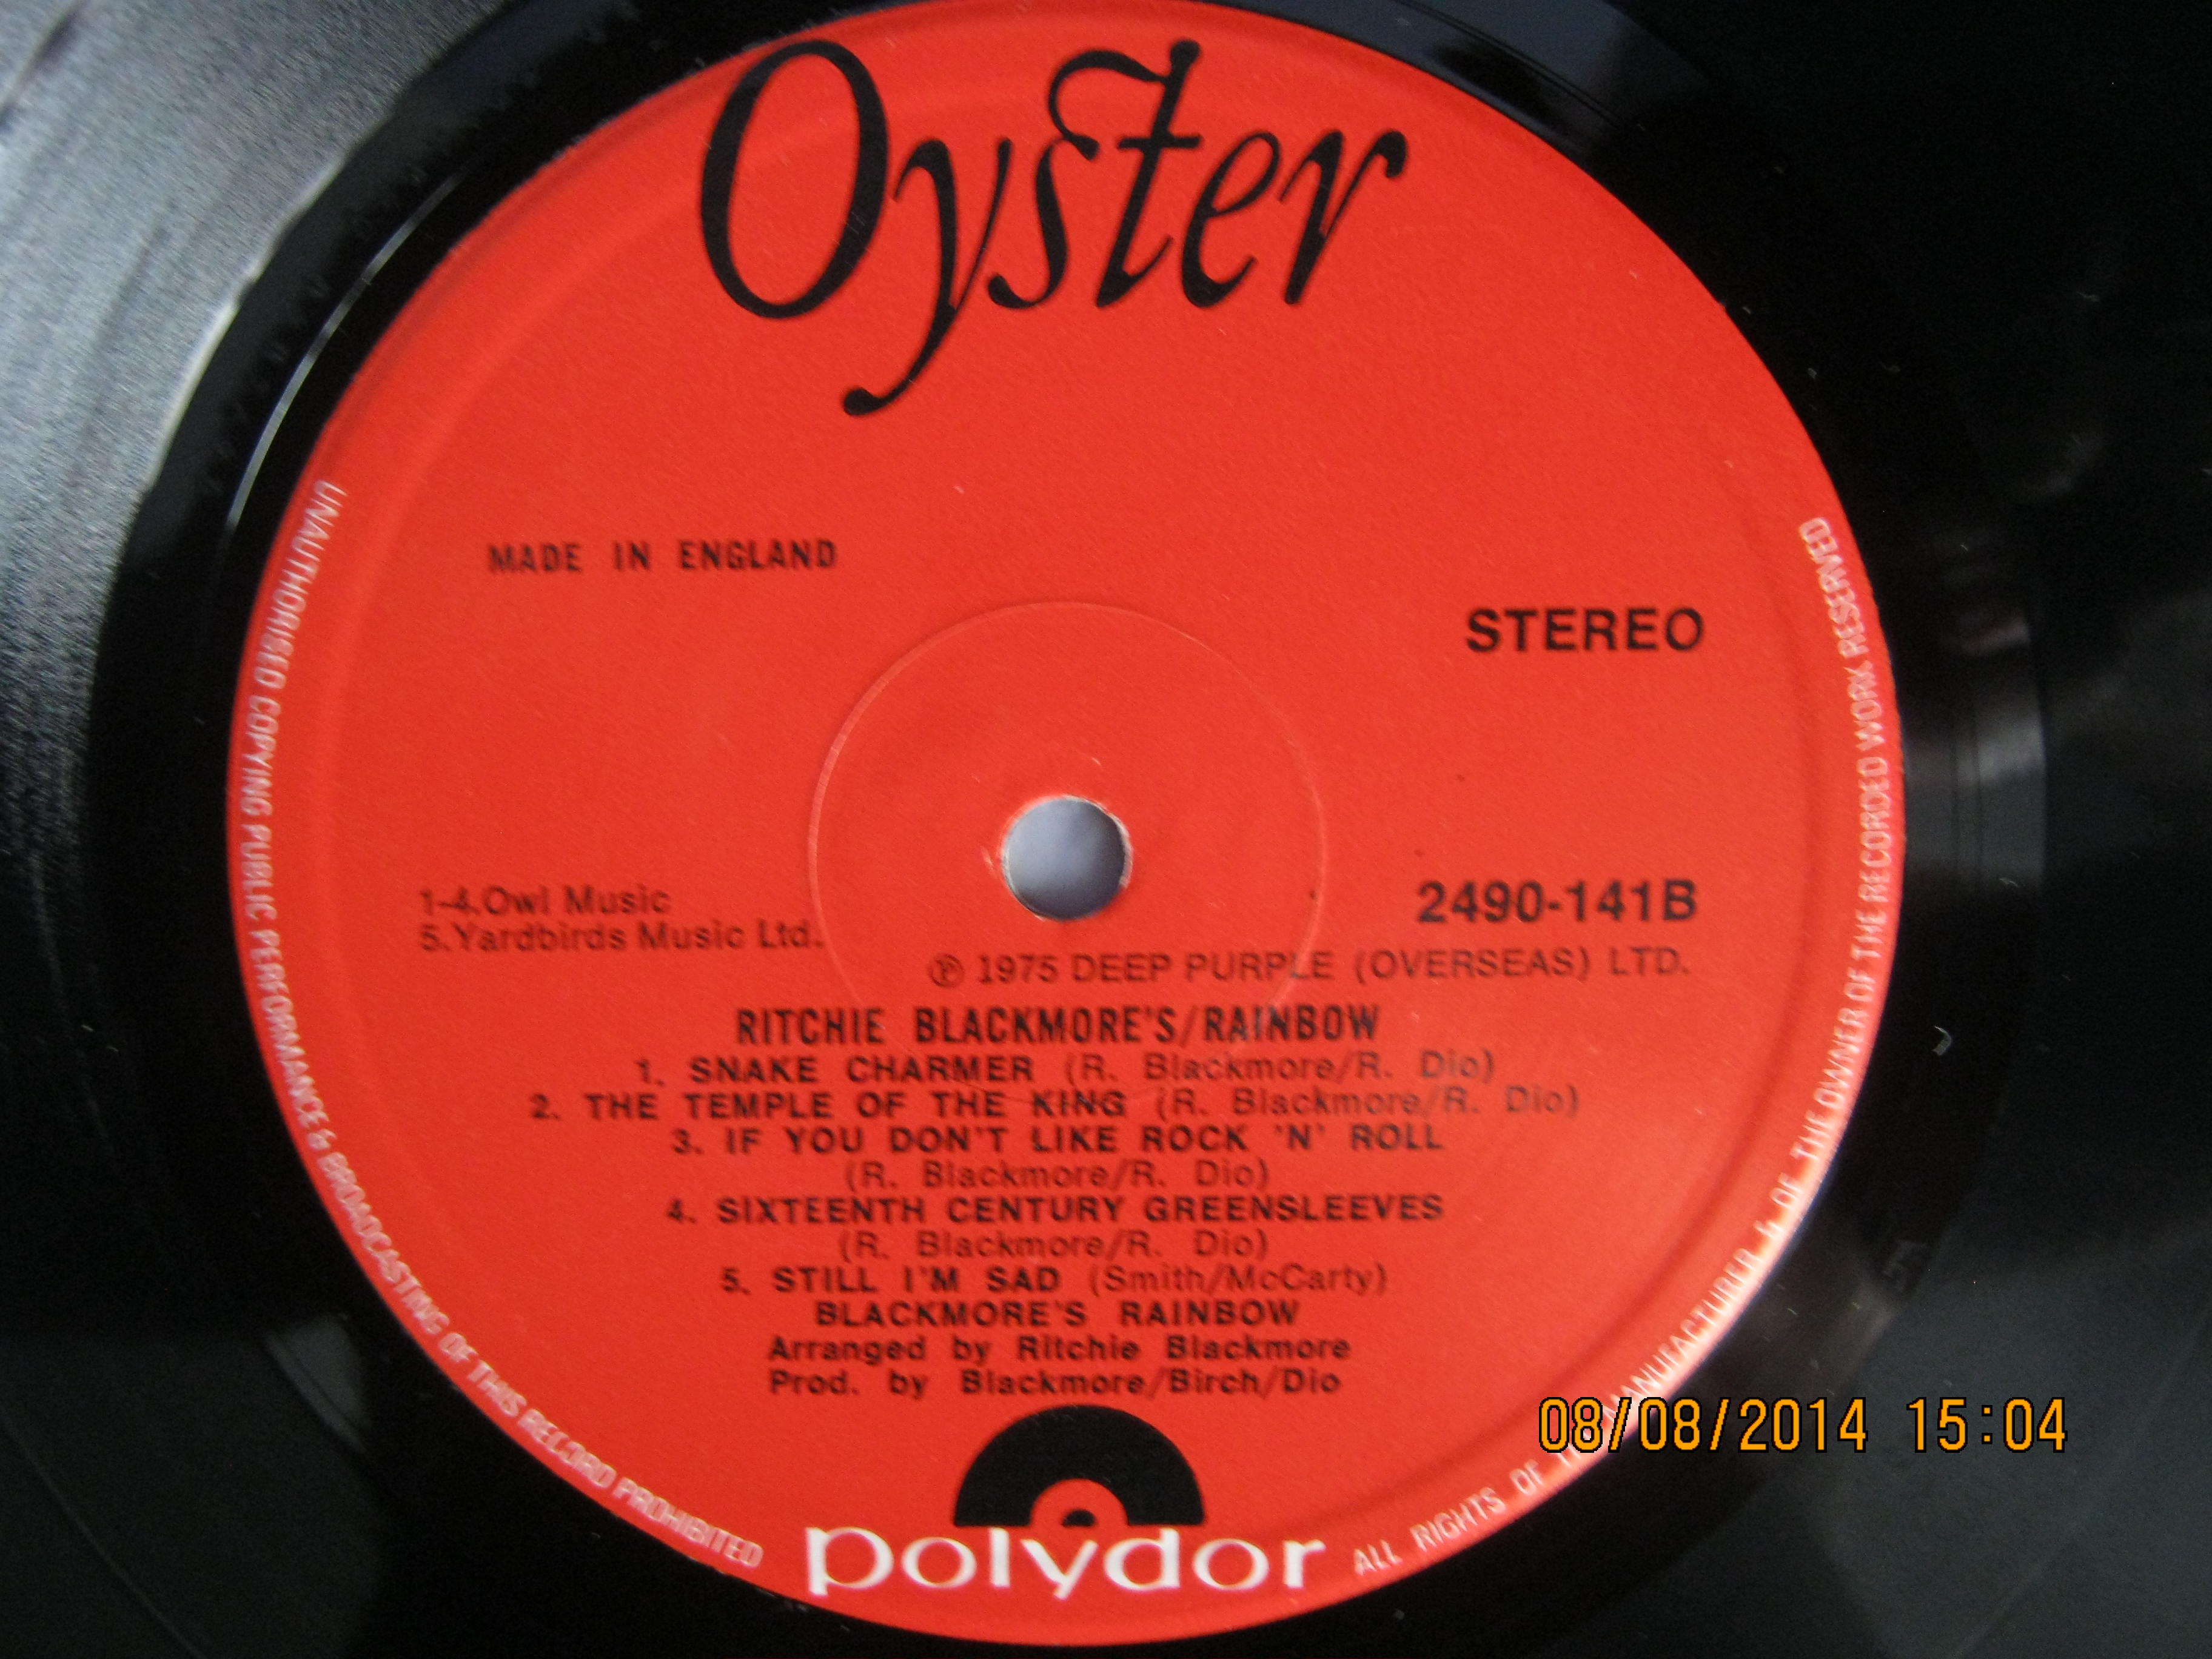 Oyster
MADE IN ENGLAND
STEREO
1-4.Owl Music
5.Yardbirds Music Ltd.
2490-141B
℗ 1975 DEEP PURPLE (OVERSEAS) LTD.
RITCHIE BLACKMORE'S/RAINBOW
1. SNAKE CHARMER (R. Blackmore/R. Dio)
2. THE TEMPLE OF THE KING (R. Blackmore/R. Dio)
3. IF YOU DON'T LIKE ROCK 'N' ROLL
(R. Blackmore/R. Dio)
4. SIXTEENTH CENTURY GREENSLEEVES
(R. Blackmore/R. Dio)
5. STILL I'M SAD (Smith/McCarty)
BLACKMORE'S RAINBOW
Arranged by Ritchie Blackmore
Prod. by Blackmore/Birch/Dio
polydor
UNAUTHORISED COPYING PUBLIC PERFORMANCE & BROADCASTING OF THIS RECORD PROHIBITED
ALL RIGHTS OF THE MANUFACTURER & OF THE OWNER OF THE RECORDED WORK RESERVED
08/08/2014 15:04